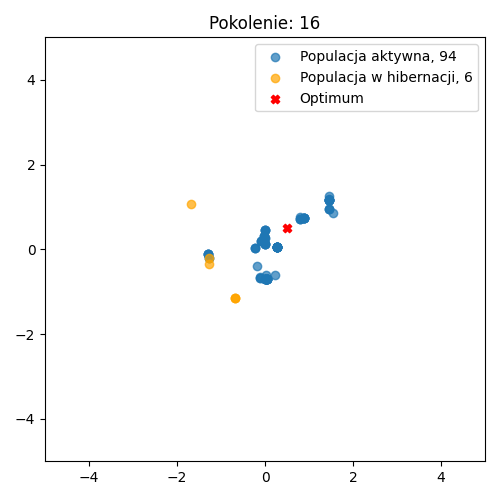 Pokolenie: 16
Populacja aktywna, 94
Populacja w hibernacji, 6
Optimum
4
2
0
−2
−4
−4 −2 0 2 4